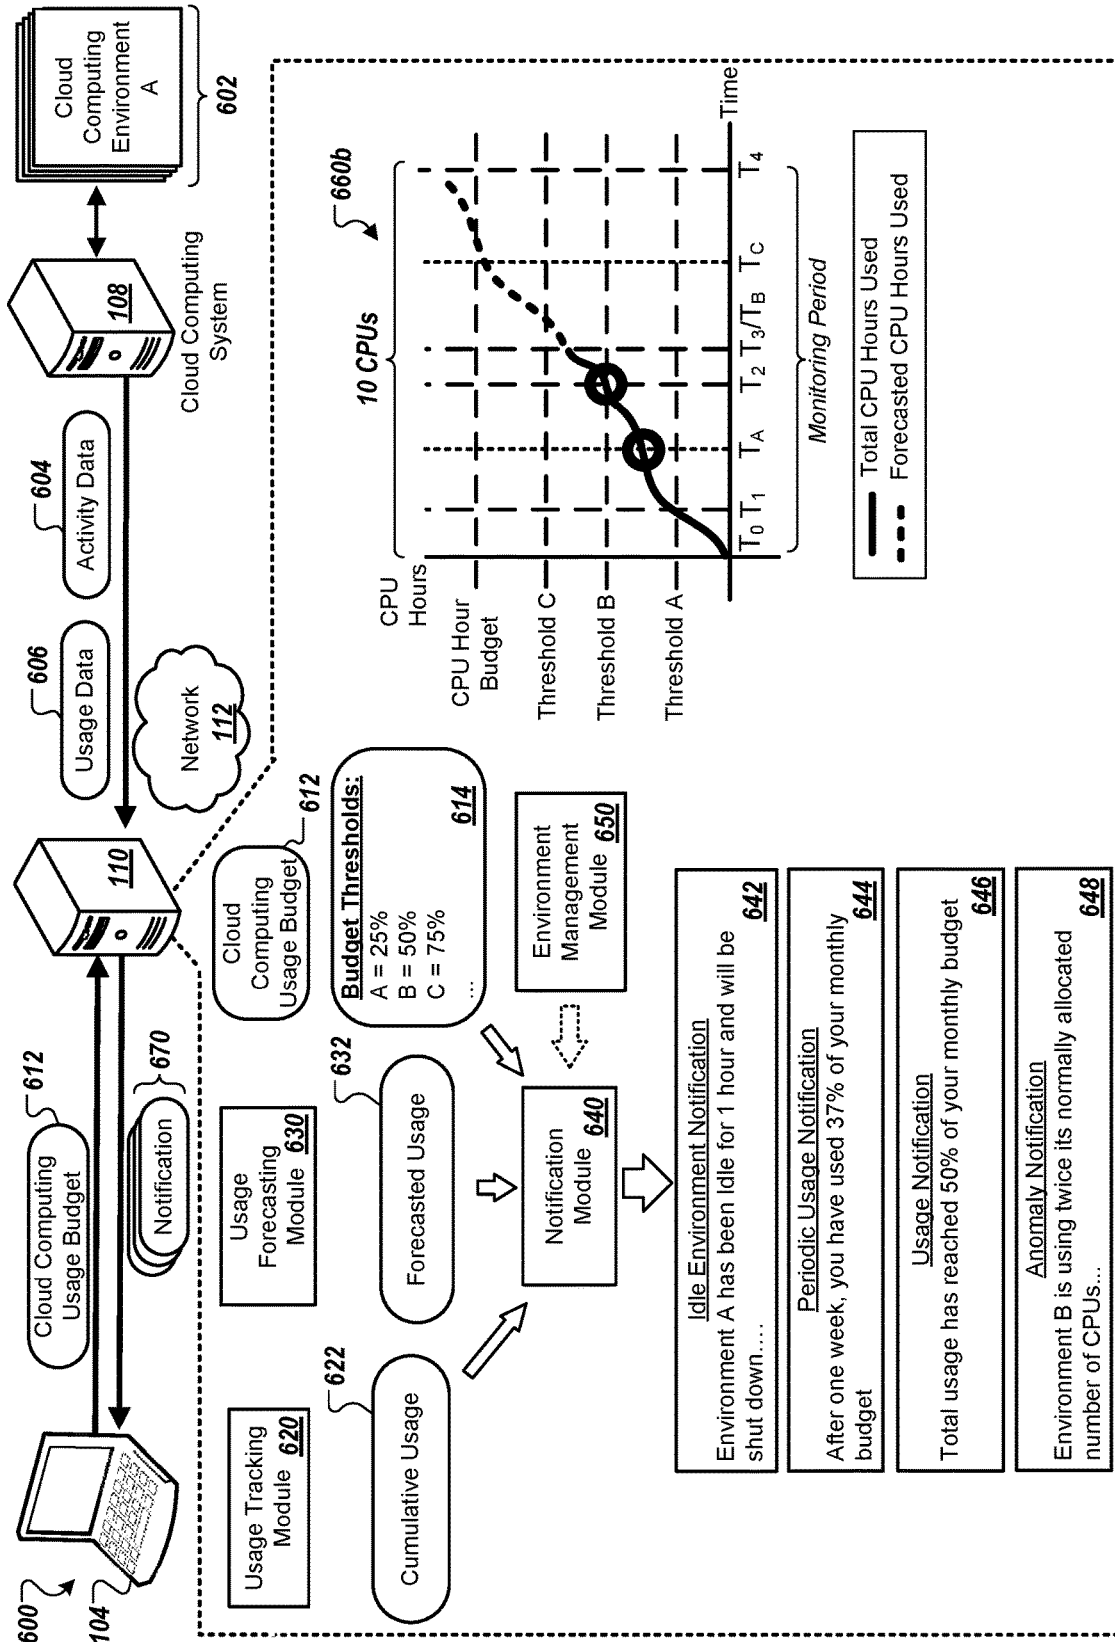 600
104
Cloud Computing
Usage Budget
612
Notification
670
110
Usage Data
606
Activity Data
604
Network
112
108
Cloud Computing
System
Cloud
Computing
Environment
A
602
Usage Tracking
Module 620
Usage
Forecasting
Module 630
Cloud
Computing
Usage Budget
612
Cumulative Usage
622
Forecasted Usage
632
Budget Thresholds:
A = 25%
B = 50%
C = 75%
...
614
Notification
Module 640
Environment
Management
Module 650
Idle Environment Notification
Environment A has been Idle for 1 hour and will be
shut down....
642
Periodic Usage Notification
After one week, you have used 37% of your monthly
budget
644
Usage Notification
Total usage has reached 50% of your monthly budget
646
Anomaly Notification
Environment B is using twice its normally allocated
number of CPUs...
648
660b
10 CPUs
CPU
Hours
CPU Hour
Budget
Threshold C
Threshold B
Threshold A
T0 T1 TA T2 T3/TB TC T4
Time
Monitoring Period
Total CPU Hours Used
Forecasted CPU Hours Used